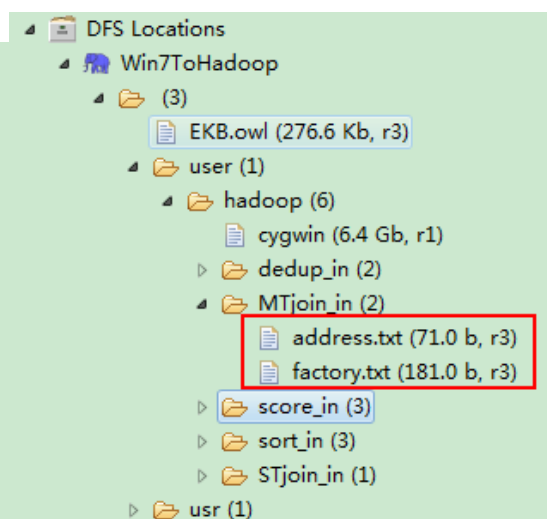 DFS Locations
Win7ToHadoop
(3)
EKB.owl (276.6 Kb, r3)
user (1)
hadoop (6)
cygwin (6.4 Gb, r1)
dedup_in (2)
MTjoin_in (2)
address.txt (71.0 b, r3)
factory.txt (181.0 b, r3)
score_in (3)
sort_in (3)
STjoin_in (1)
usr (1)